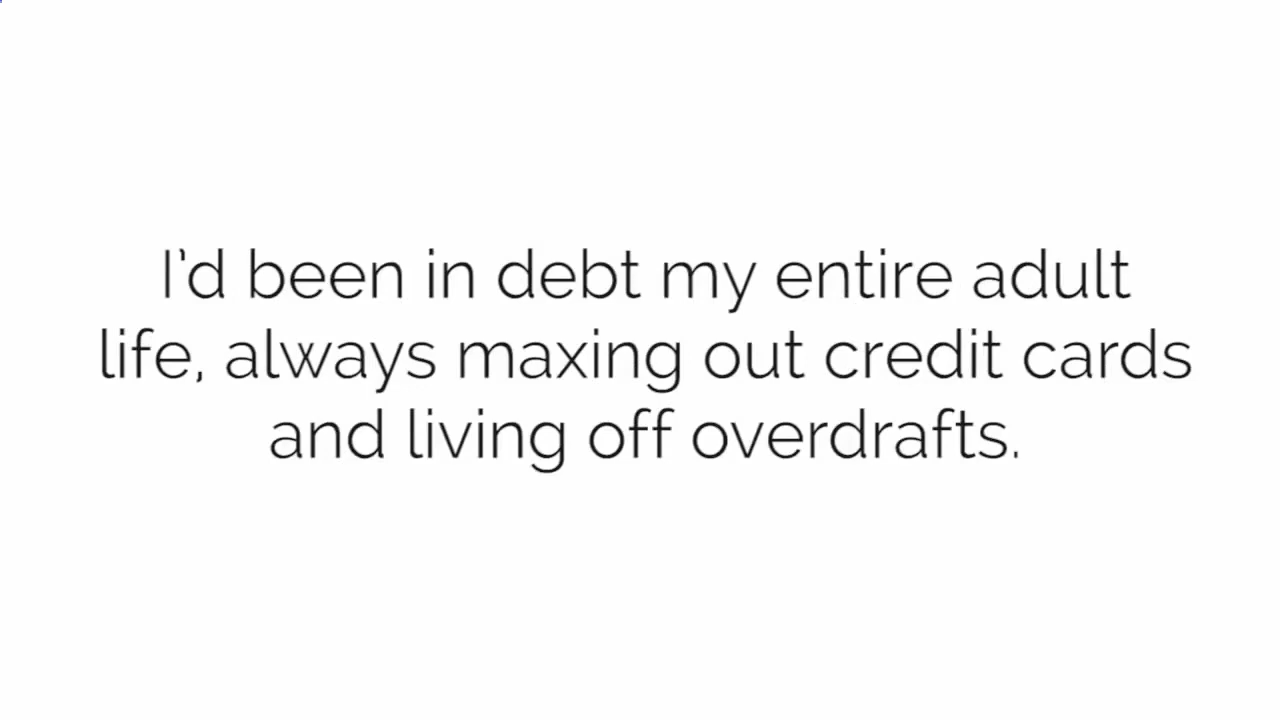 I'd been in debt my entire adult
life, always maxing out credit cards
and living off overdrafts.